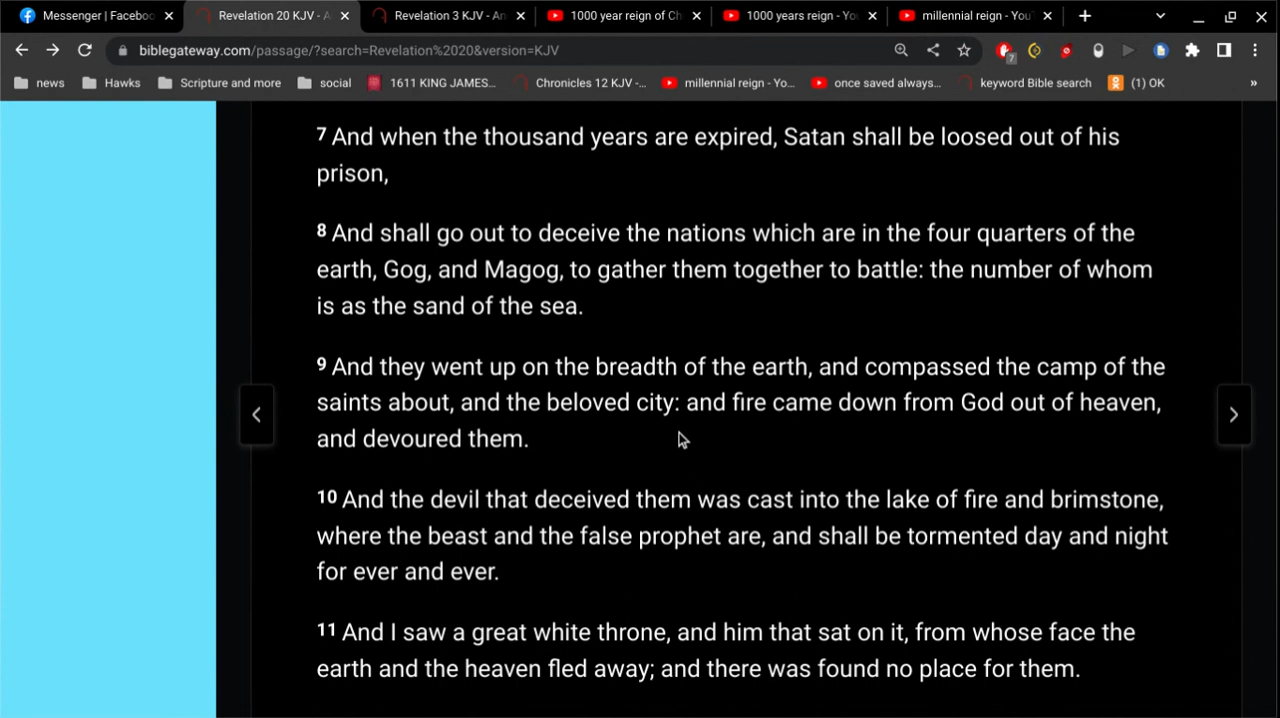 Messenger | Faceboo
Revelation 20 KJV - A
Revelation 3 KJV - An
1000 year reign of Ch
1000 years reign - You
millennial reign - YouT
biblegateway.com/passage/?search=Revelation%2020&version=KJV
7
news
Hawks
Scripture and more
social
1611 KING JAMES...
Chronicles 12 KJV -...
millennial reign - Yo...
once saved always...
keyword Bible search
(1) OK
»
7 And when the thousand years are expired, Satan shall be loosed out of his
prison,
8 And shall go out to deceive the nations which are in the four quarters of the
earth, Gog, and Magog, to gather them together to battle: the number of whom
is as the sand of the sea.
9 And they went up on the breadth of the earth, and compassed the camp of the
saints about, and the beloved city: and fire came down from God out of heaven,
and devoured them.
10 And the devil that deceived them was cast into the lake of fire and brimstone,
where the beast and the false prophet are, and shall be tormented day and night
for ever and ever.
11 And I saw a great white throne, and him that sat on it, from whose face the
earth and the heaven fled away; and there was found no place for them.